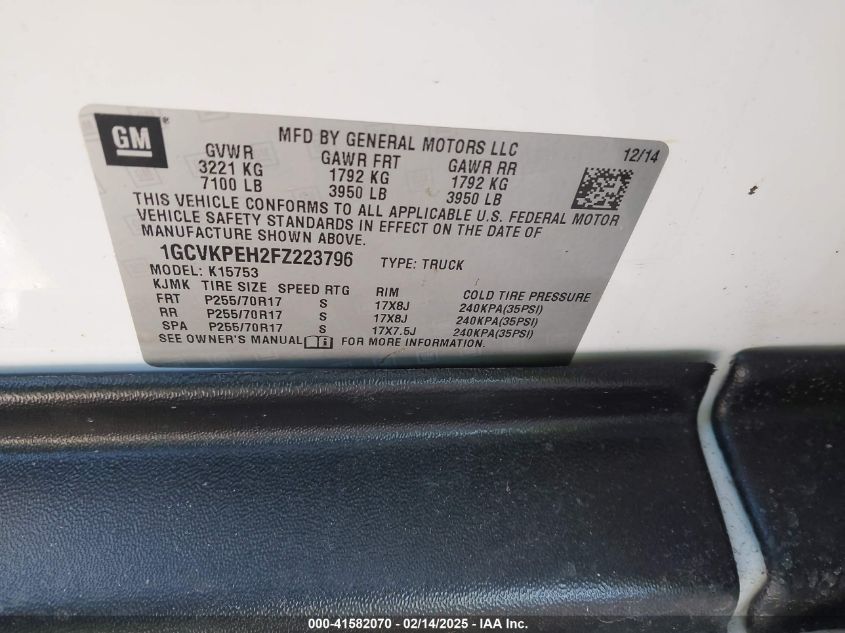 GM®
MFD BY GENERAL MOTORS LLC
GVWR GAWR FRT GAWR RR 12/14
3221 KG 1792 KG 1792 KG
7100 LB 3950 LB 3950 LB
THIS VEHICLE CONFORMS TO ALL APPLICABLE U.S. FEDERAL MOTOR
VEHICLE SAFETY STANDARDS IN EFFECT ON THE DATE OF
MANUFACTURE SHOWN ABOVE.
1GCVKPEH2FZ223796 TYPE: TRUCK
MODEL: K15753
KJMK TIRE SIZE SPEED RTG RIM COLD TIRE PRESSURE
FRT P255/70R17 S 17X8J 240KPA(35PSI)
RR P255/70R17 S 17X8J 240KPA(35PSI)
SPA P255/70R17 S 17X7.5J 240KPA(35PSI)
SEE OWNER'S MANUAL FOR MORE INFORMATION.
000-41582070 - 02/14/2025 - IAA Inc.